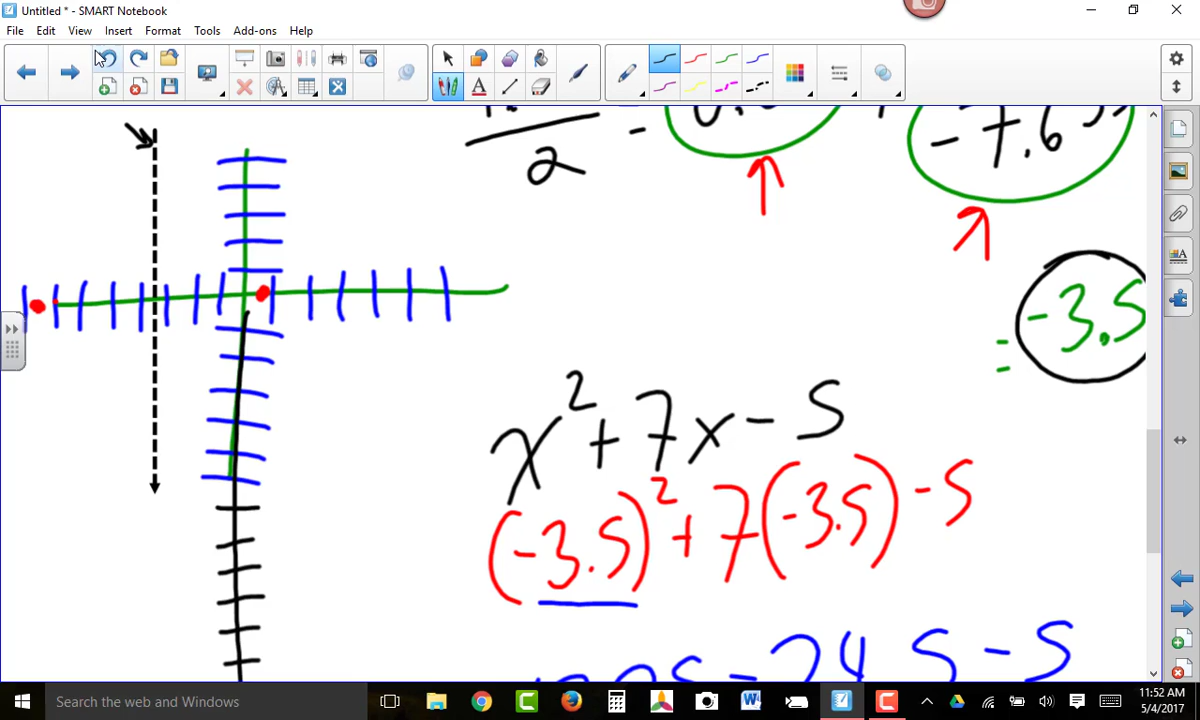 Untitled * - SMART Notebook
File Edit View Insert Format Tools Add-ons Help
2 = - 7.6
= -3.5
x² + 7x - 5
(-3.5)² + 7(-3.5) - 5
- 24.5 - 5
Search the web and Windows
11:52 AM
5/4/2017